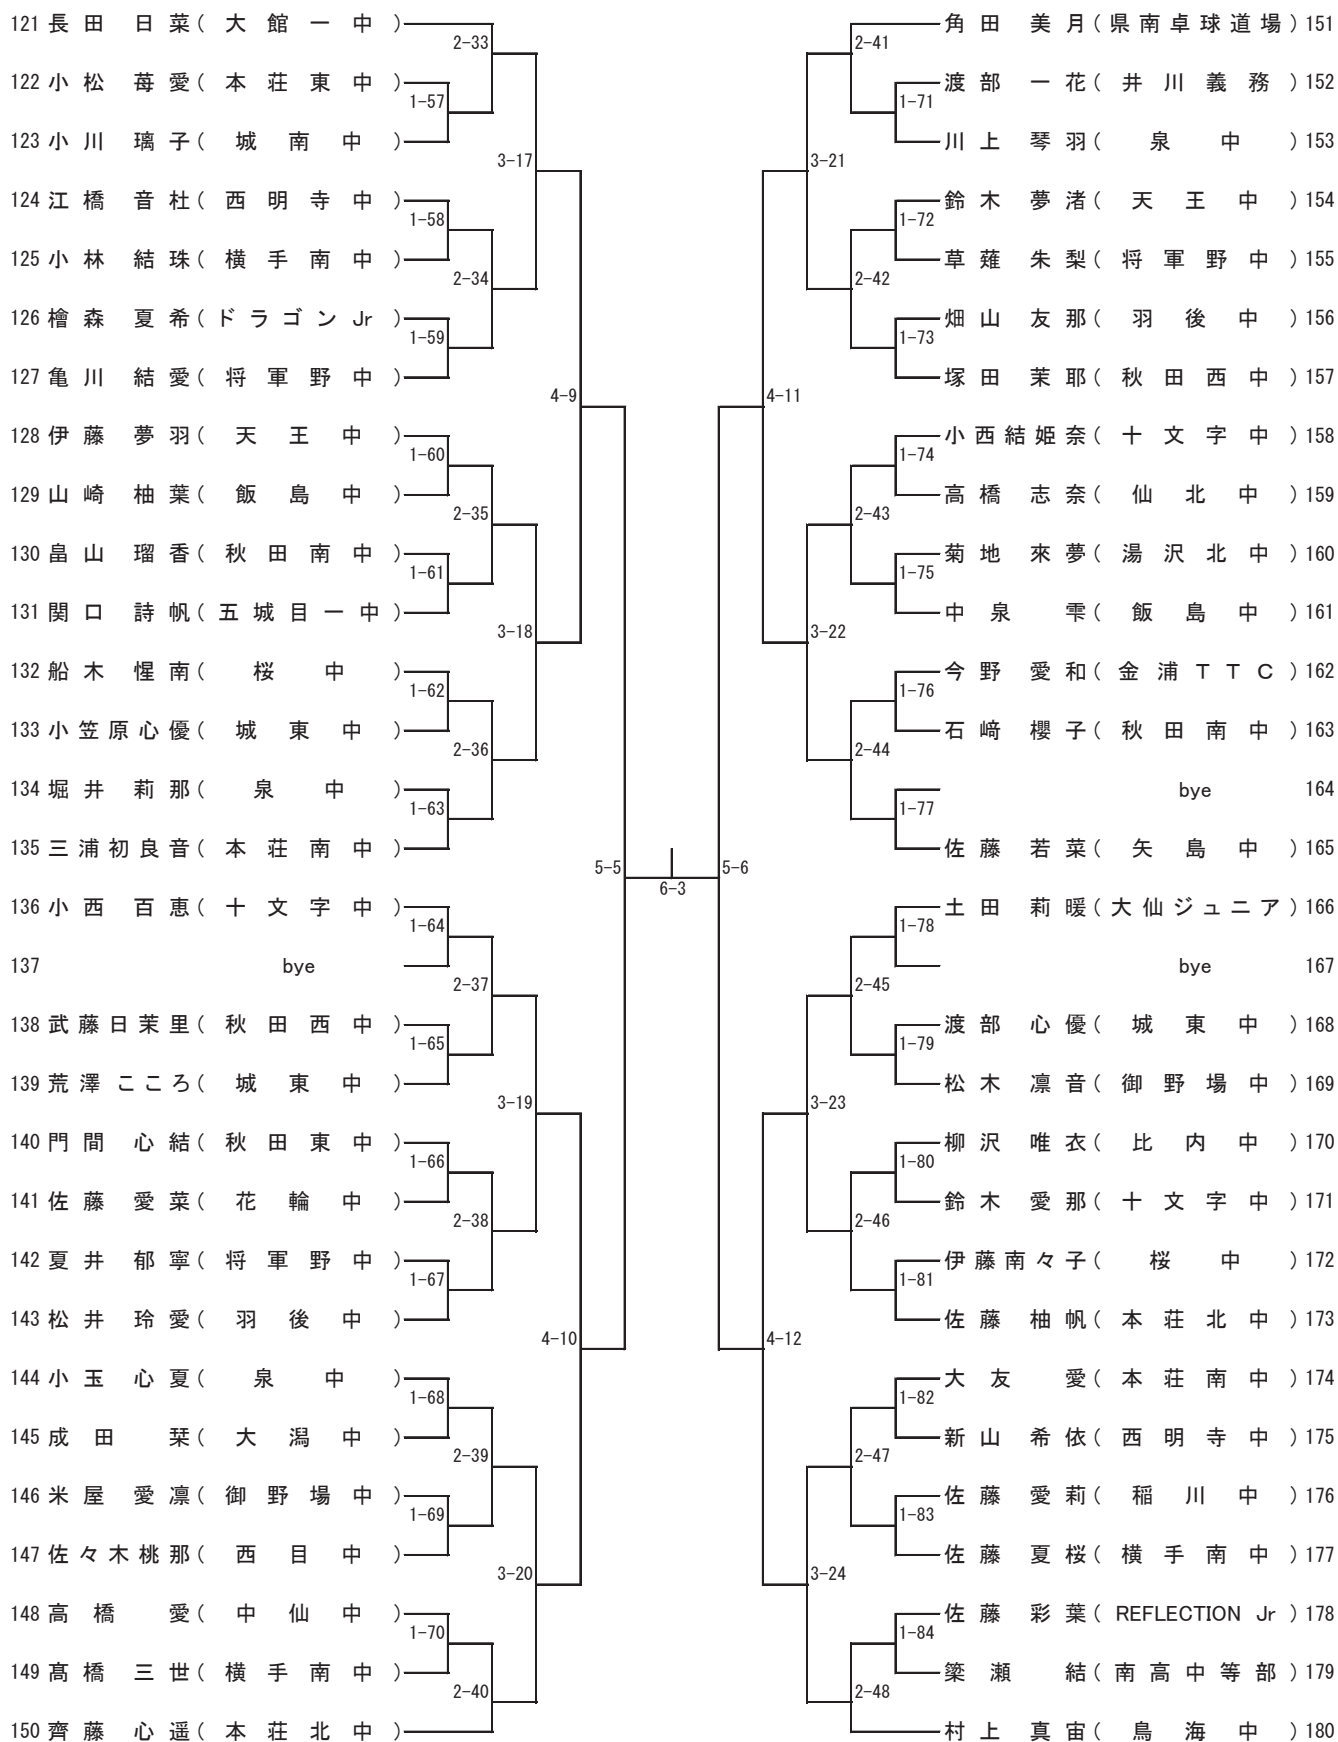 121 長田 日菜 ( 大館一中 )
2-33
122 小松 苺愛 ( 本荘東中 )
1-57
123 小川 璃子 ( 城南中 )
3-17
124 江橋 音杜 ( 西明寺中 )
1-58
125 小林 結珠 ( 横手南中 )
2-34
126 檜森 夏希 ( ドラゴン Jr )
1-59
127 亀川 結愛 ( 将軍野中 )
4-9
128 伊藤 夢羽 ( 天王中 )
1-60
129 山崎 柚葉 ( 飯島中 )
2-35
130 畠山 瑠香 ( 秋田南中 )
1-61
131 関口 詩帆 ( 五城目一中 )
3-18
132 船木 惺南 ( 桜中 )
1-62
133 小笠原心優 ( 城東中 )
2-36
134 堀井 莉那 ( 泉中 )
1-63
135 三浦初良音 ( 本荘南中 )
5-5
6-3
136 小西 百恵 ( 十文字中 )
1-64
137 bye
2-37
138 武藤日茉里 ( 秋田西中 )
1-65
139 荒澤こころ ( 城東中 )
3-19
140 門間 心結 ( 秋田東中 )
1-66
141 佐藤 愛菜 ( 花輪中 )
2-38
142 夏井 郁寧 ( 将軍野中 )
1-67
143 松井 玲愛 ( 羽後中 )
4-10
144 小玉 心夏 ( 泉中 )
1-68
145 成田 栞 ( 大潟中 )
2-39
146 米屋 愛凛 ( 御野場中 )
1-69
147 佐々木桃那 ( 西目中 )
3-20
148 高橋 愛 ( 中仙中 )
1-70
149 髙橋 三世 ( 横手南中 )
2-40
150 齊藤 心遥 ( 本荘北中 )
角田 美月 ( 県南卓球道場 ) 151
2-41
渡部 一花 ( 井川義務 ) 152
1-71
川上 琴羽 ( 泉中 ) 153
3-21
鈴木 夢渚 ( 天王中 ) 154
1-72
草薙 朱梨 ( 将軍野中 ) 155
2-42
畑山 友那 ( 羽後中 ) 156
1-73
塚田 茉耶 ( 秋田西中 ) 157
4-11
小西結姫奈 ( 十文字中 ) 158
1-74
高橋 志奈 ( 仙北中 ) 159
2-43
菊地 來夢 ( 湯沢北中 ) 160
1-75
中泉 雫 ( 飯島中 ) 161
3-22
今野 愛和 ( 金浦TTC ) 162
1-76
石﨑 櫻子 ( 秋田南中 ) 163
2-44
bye 164
1-77
佐藤 若菜 ( 矢島中 ) 165
5-6
土田 莉暖 ( 大仙ジュニア ) 166
1-78
bye 167
2-45
渡部 心優 ( 城東中 ) 168
1-79
松木 凛音 ( 御野場中 ) 169
3-23
柳沢 唯衣 ( 比内中 ) 170
1-80
鈴木 愛那 ( 十文字中 ) 171
2-46
伊藤南々子 ( 桜中 ) 172
1-81
佐藤 柚帆 ( 本荘北中 ) 173
4-12
大友 愛 ( 本荘南中 ) 174
1-82
新山 希依 ( 西明寺中 ) 175
2-47
佐藤 愛莉 ( 稲川中 ) 176
1-83
佐藤 夏桜 ( 横手南中 ) 177
3-24
佐藤 彩葉 ( REFLECTION Jr ) 178
1-84
簗瀬 結 ( 南高中等部 ) 179
2-48
村上 真宙 ( 鳥海中 ) 180